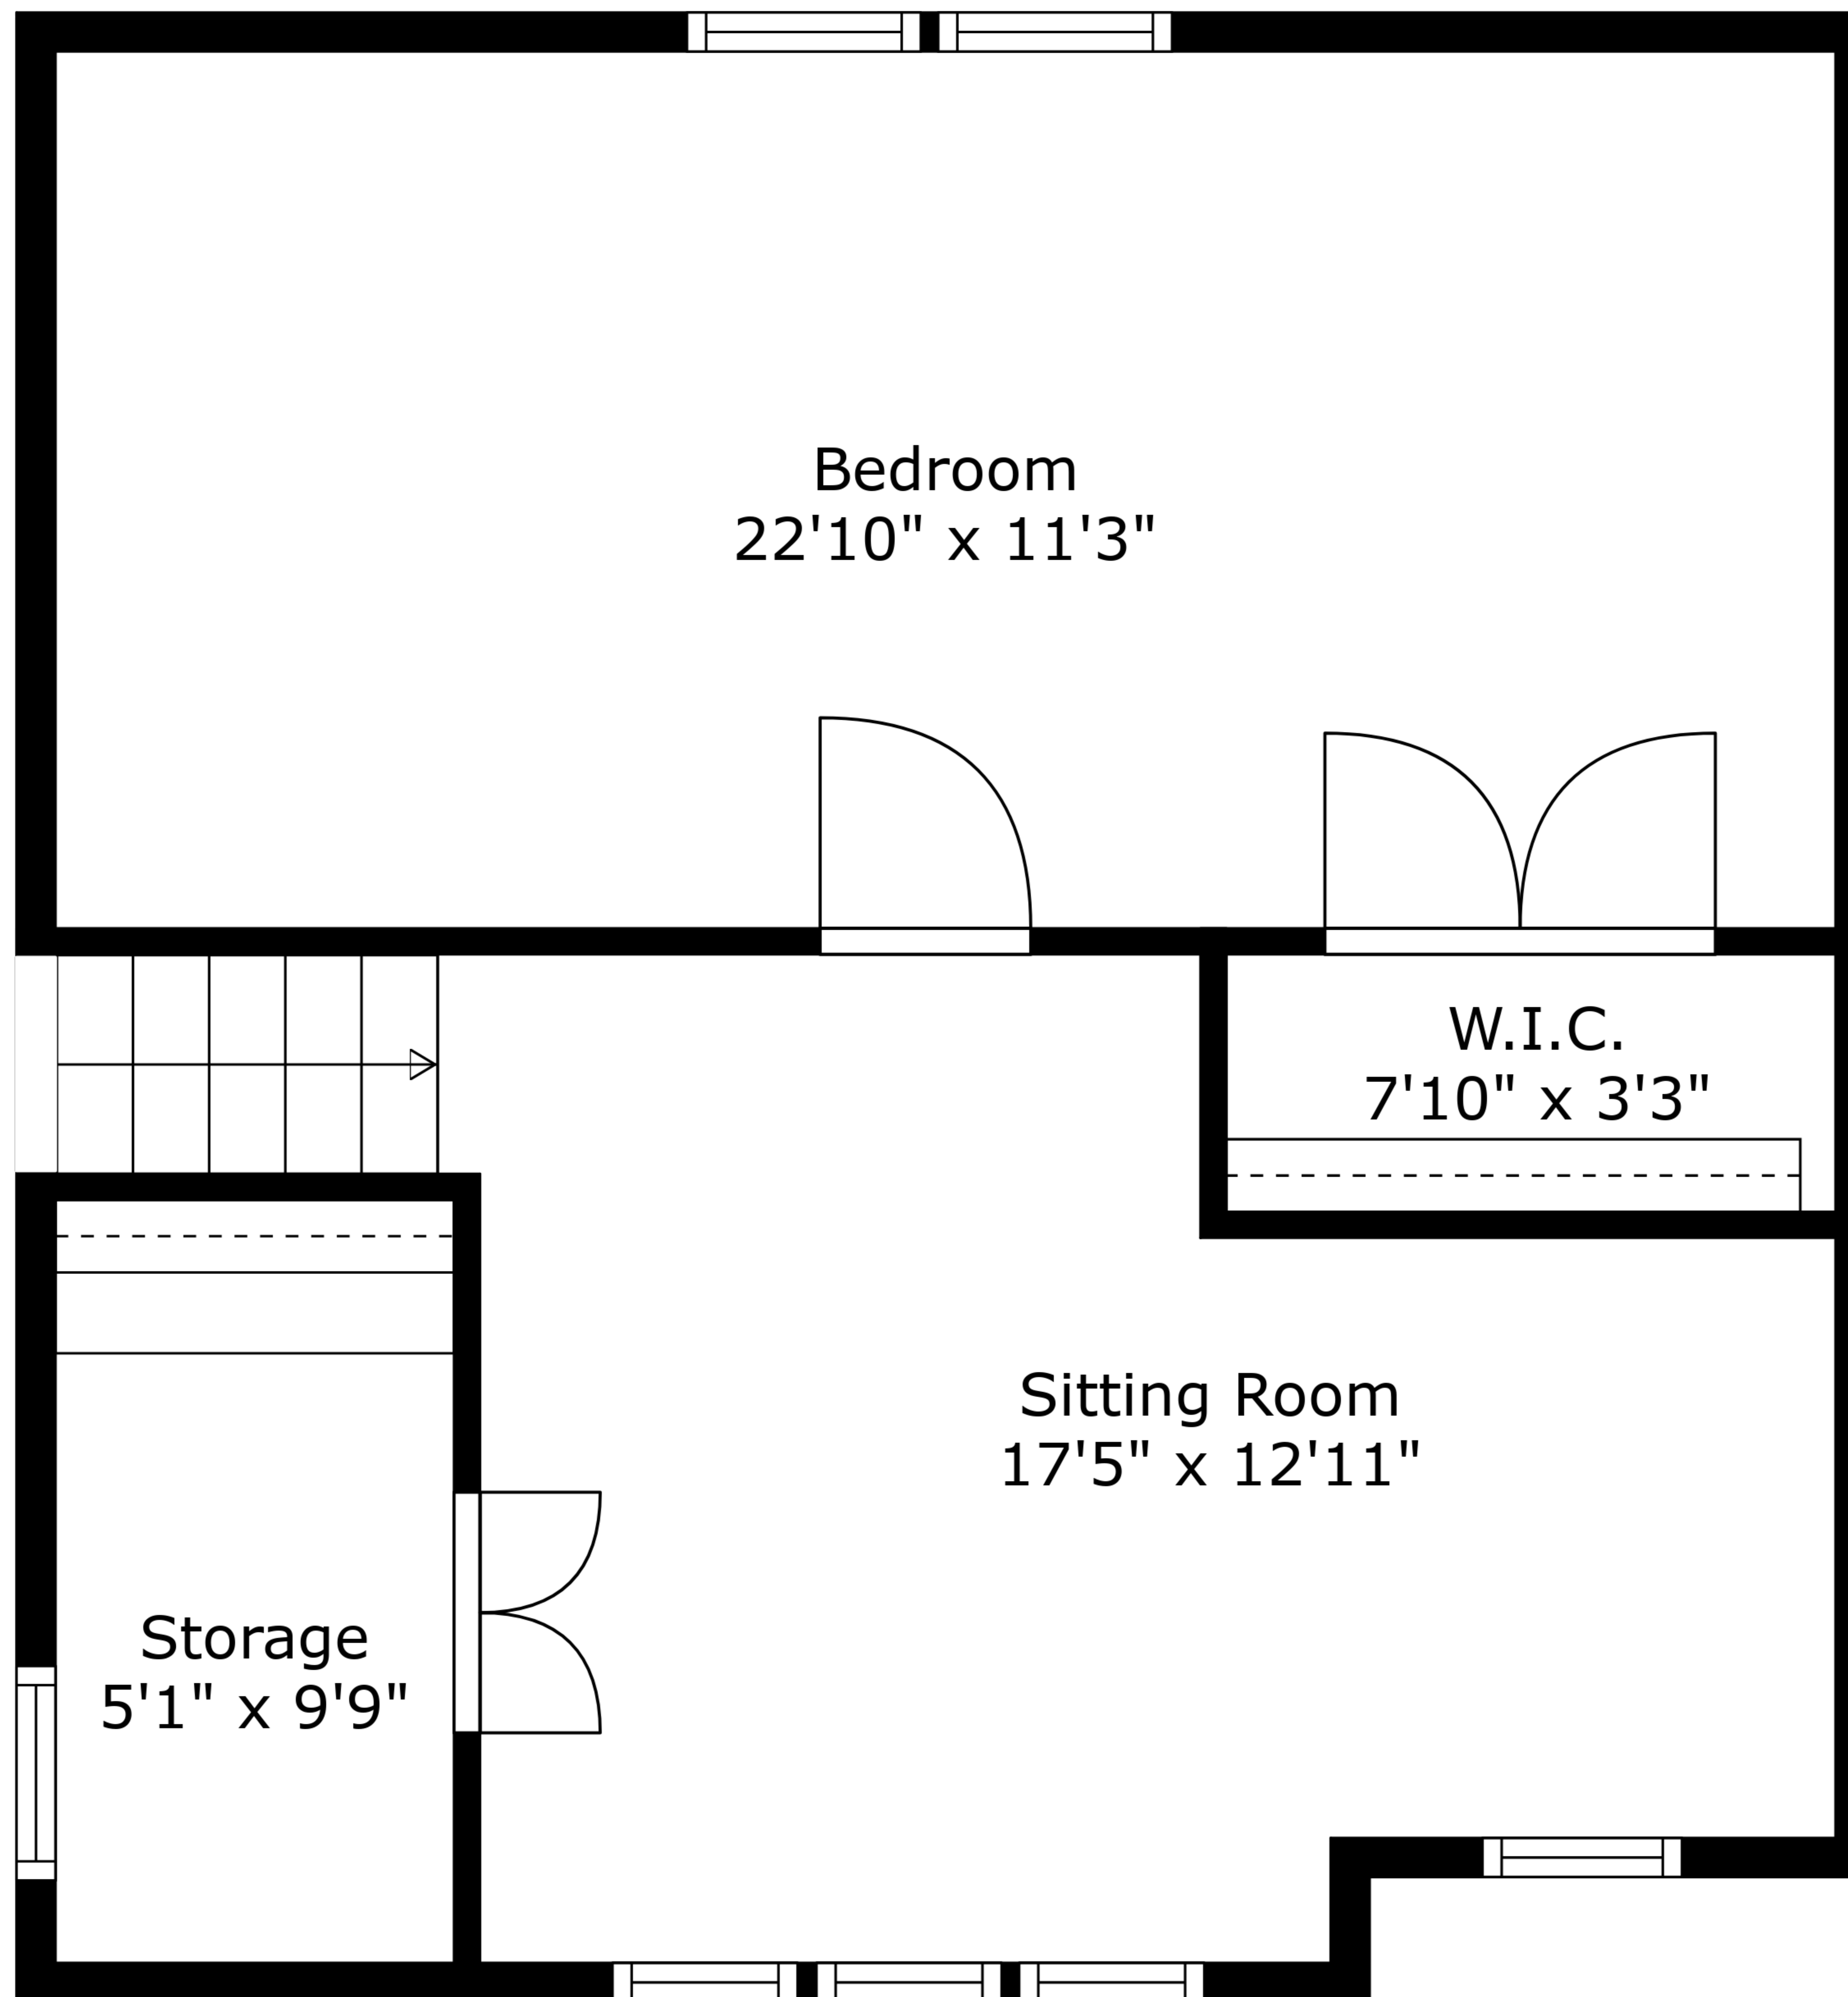 Bedroom
22'10" x 11'3"
W.I.C.
7'10" x 3'3"
Sitting Room
17'5" x 12'11"
Storage
5'1" x 9'9"